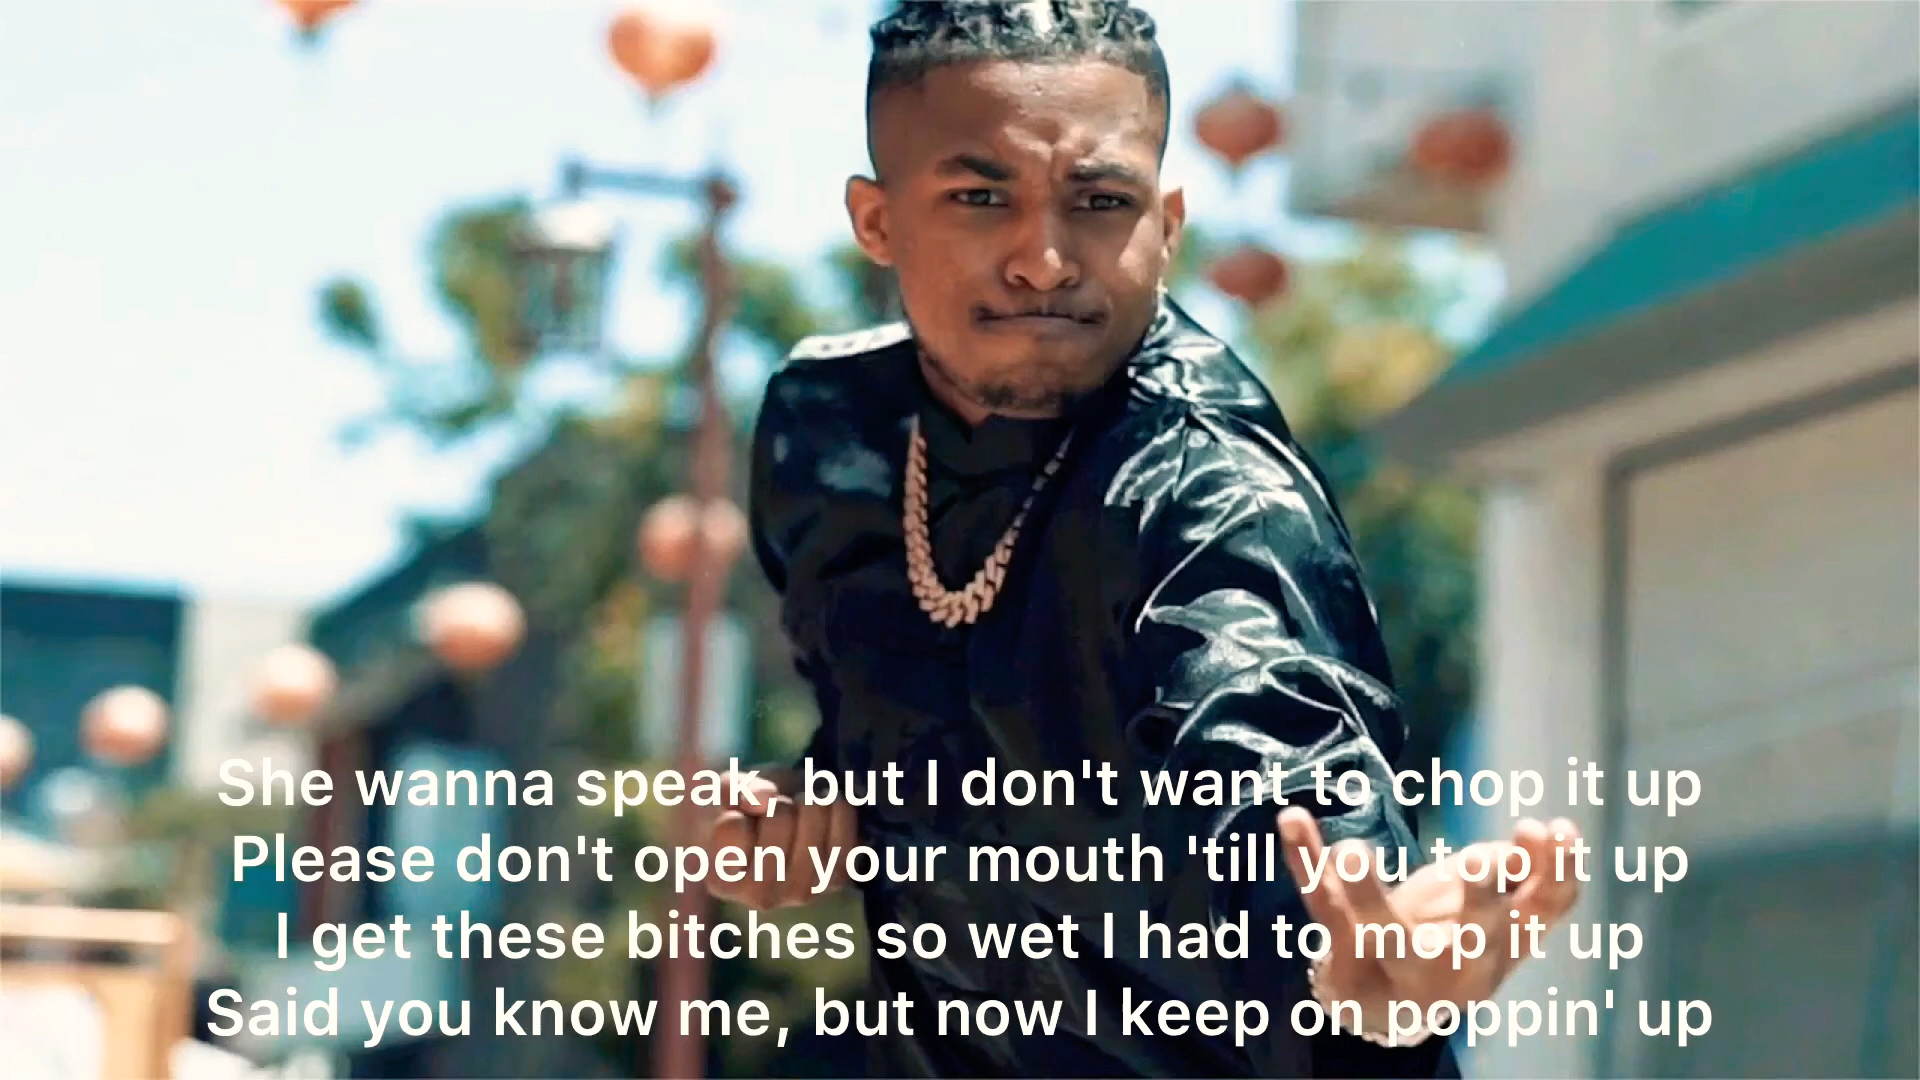 She wanna speak, but I don't want to chop it up
Please don't open your mouth 'till you top it up
I get these bitches so wet I had to mop it up
Said you know me, but now I keep on poppin' up